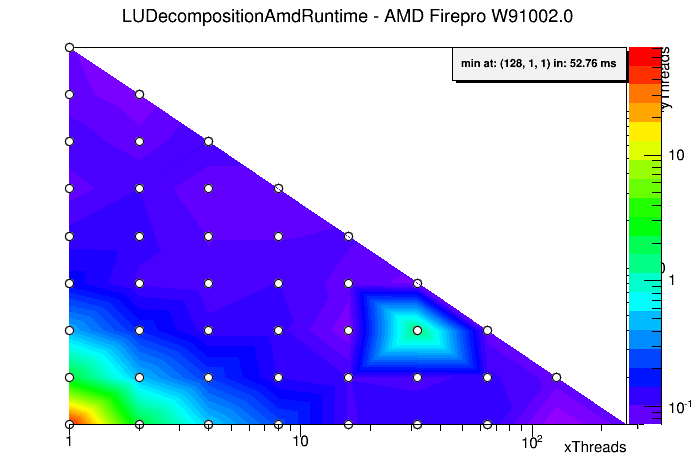 LUDecompositionAmdRuntime - AMD Firepro W91002.0
min at: (128, 1, 1) in: 52.76 ms
yThreads
10
1
10⁻¹
1
10
10²
xThreads